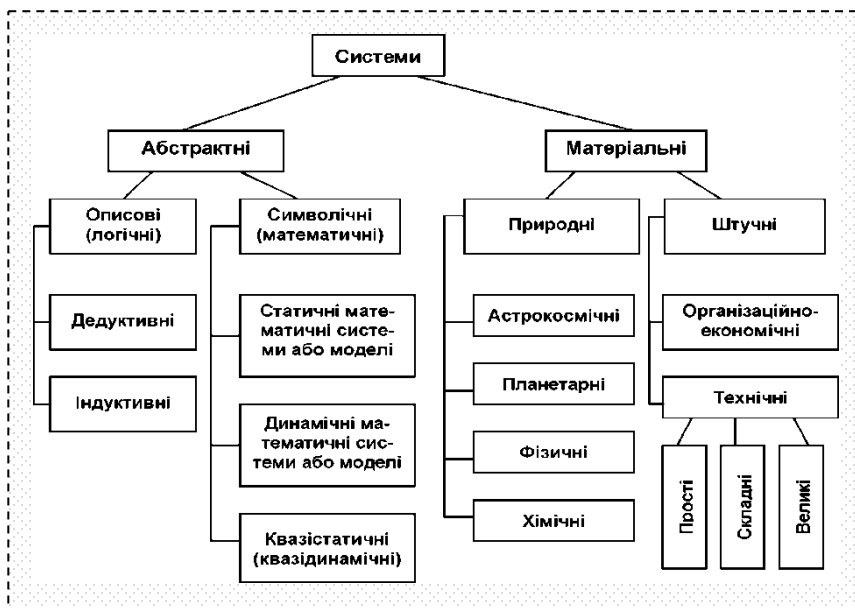 Системи
Абстрактні
Матеріальні
Описові
(логічні)
Символічні
(математичні)
Природні
Штучні
Дедуктивні
Статичні мате-
матичні систе-
ми або моделі
Астрокосмічні
Організаційно-
економічні
Індуктивні
Динамічні ма-
тематичні сис-
теми або моделі
Планетарні
Технічні
Фізичні
Прості
Складні
Великі
Квазістатичні
(квазідинамічні)
Хімічні